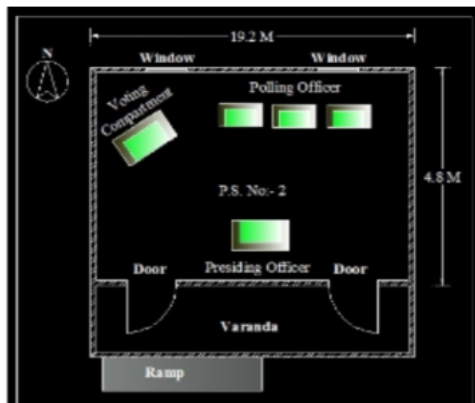 19.2 M
N
Window
Window
Polling Officer
Voting
Compartment
4.8 M
P.S. No:- 2
Door
Presiding Officer
Door
Varanda
Ramp